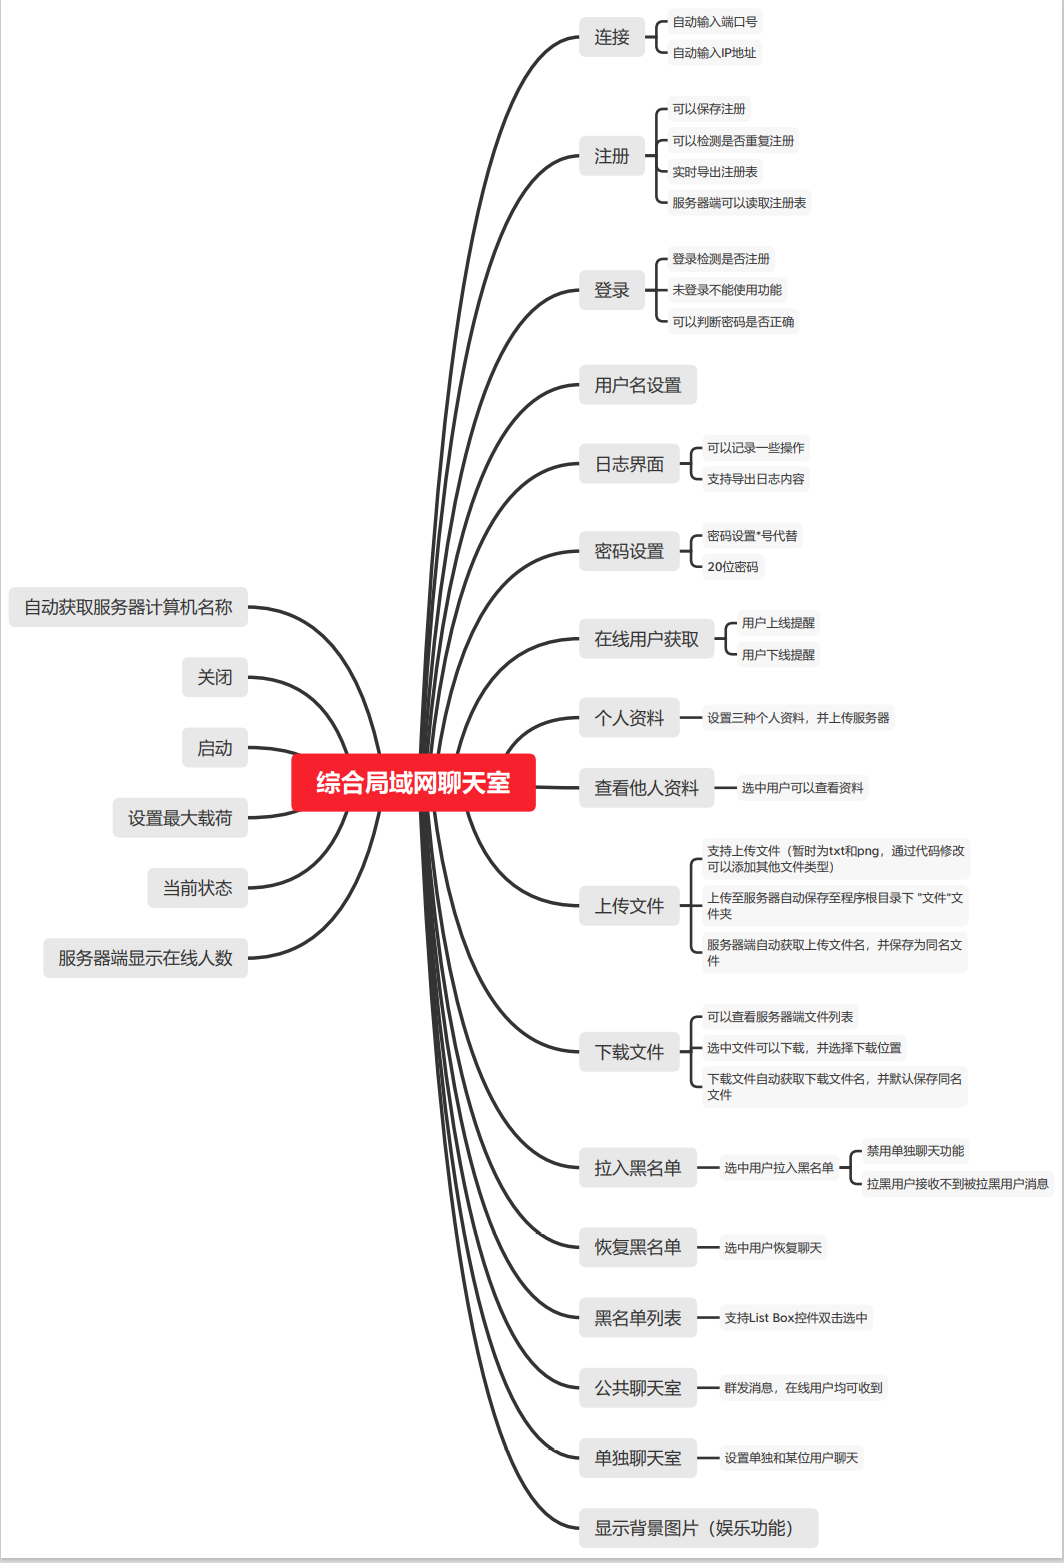 综合局域网聊天室
连接
自动输入端口号
自动输入IP地址
注册
可以保存注册
可以检测是否重复注册
实时导出注册表
服务器端可以读取注册表
登录
登录检测是否注册
未登录不能使用功能
可以判断密码是否正确
用户名设置
日志界面
可以记录一些操作
支持导出日志内容
密码设置
密码设置*号代替
20位密码
在线用户获取
用户上线提醒
用户下线提醒
个人资料
设置三种个人资料，并上传服务器
查看他人资料
选中用户可以查看资料
上传文件
支持上传文件（暂时为txt和png，通过代码修改
可以添加其他文件类型）
上传至服务器自动保存至程序根目录下 "文件"文
件夹
服务器端自动获取上传文件名，并保存为同名文
件
下载文件
可以查看服务器端文件列表
选中文件可以下载，并选择下载位置
下载文件自动获取下载文件名，并默认保存同名
文件
拉入黑名单
选中用户拉入黑名单
禁用单独聊天功能
拉黑用户接收不到被拉黑用户消息
恢复黑名单
选中用户恢复聊天
黑名单列表
支持List Box控件双击选中
公共聊天室
群发消息，在线用户均可收到
单独聊天室
设置单独和某位用户聊天
显示背景图片（娱乐功能）
自动获取服务器计算机名称
关闭
启动
设置最大载荷
当前状态
服务器端显示在线人数